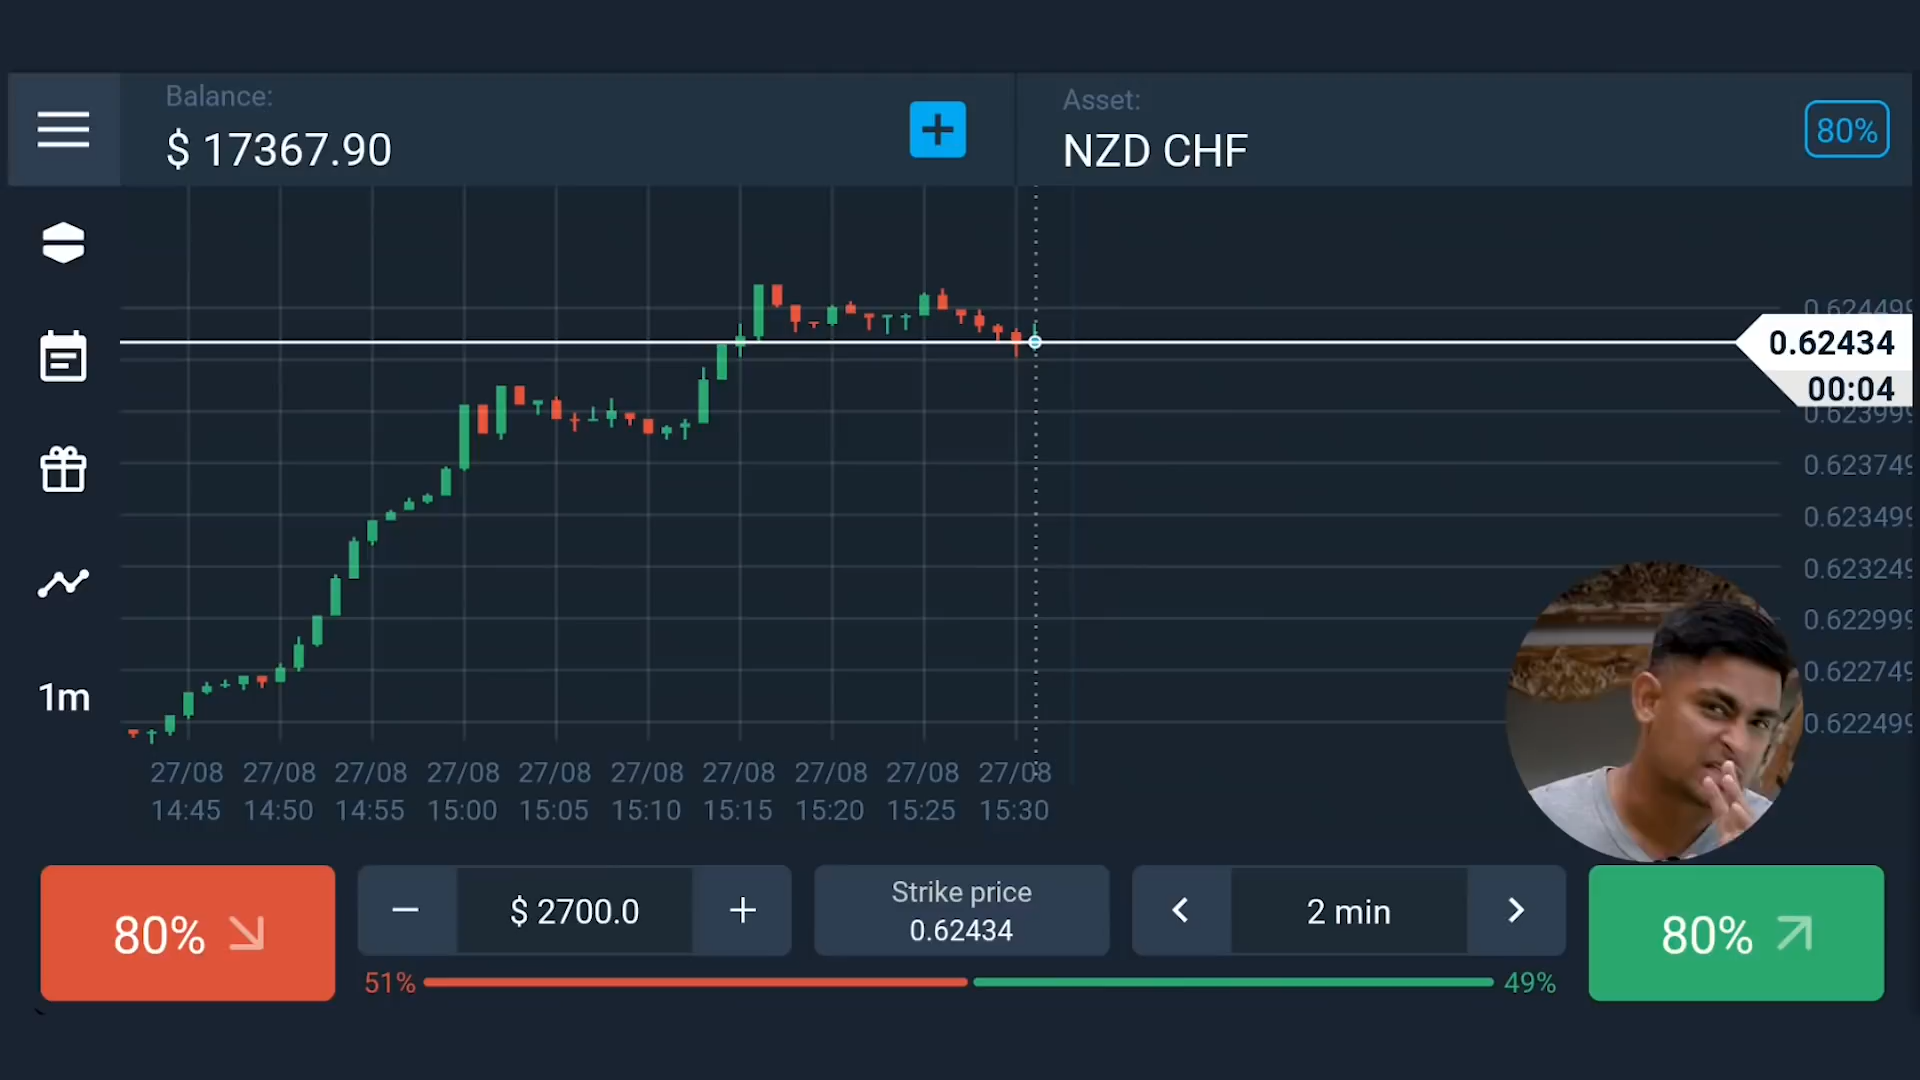 Balance:
$ 17367.90
Asset:
NZD CHF
80%
0.624499
0.62434
00:04
0.623999
0.623749
0.623499
0.623249
0.622999
0.622749
0.622499
1m
27/08 27/08 27/08 27/08 27/08 27/08 27/08 27/08 27/08 27/08
14:45 14:50 14:55 15:00 15:05 15:10 15:15 15:20 15:25 15:30
80%
$ 2700.0
Strike price
0.62434
2 min
80%
51%
49%